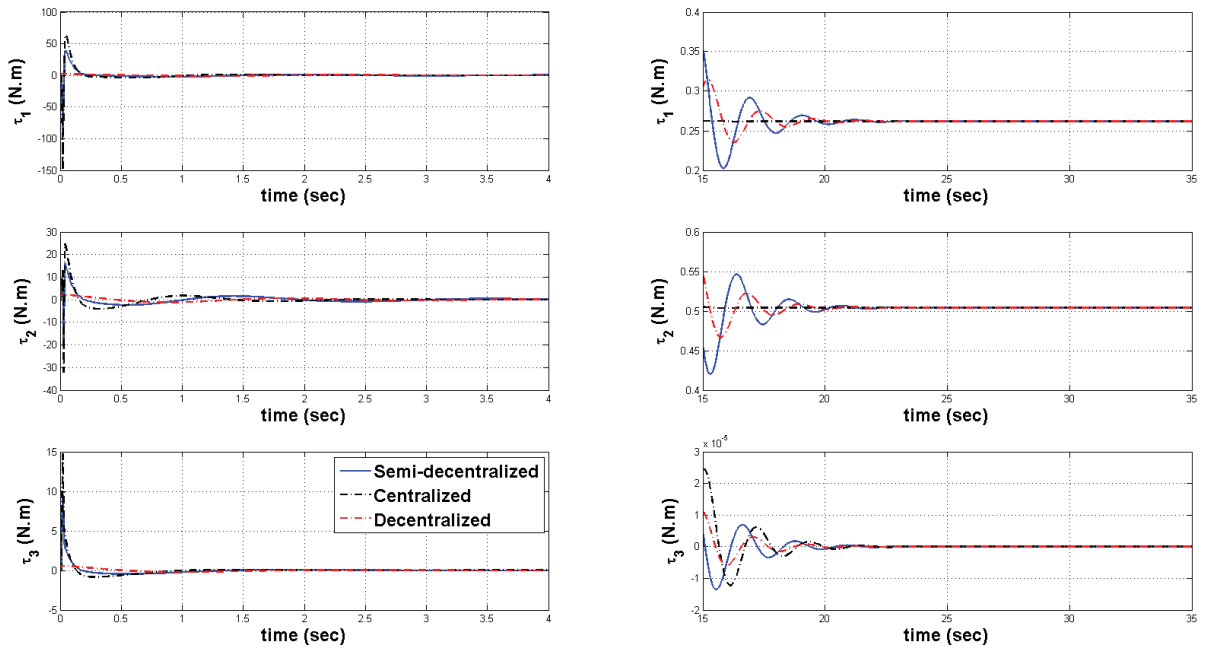 100
50
0
-50
-100
-150
τ1 (N.m)
0 0.5 1 1.5 2 2.5 3 3.5 4
time (sec)
0.4
0.35
0.3
0.25
0.2
τ1 (N.m)
15 20 25 30 35
time (sec)
30
20
10
0
-10
-20
-30
-40
τ2 (N.m)
0 0.5 1 1.5 2 2.5 3 3.5 4
time (sec)
0.6
0.55
0.5
0.45
0.4
τ2 (N.m)
15 20 25 30 35
time (sec)
15
10
5
0
-5
τ3 (N.m)
Semi-decentralized
Centralized
Decentralized
0 0.5 1 1.5 2 2.5 3 3.5 4
time (sec)
3
2
1
0
-1
-2
τ3 (N.m)
15 20 25 30 35
time (sec)